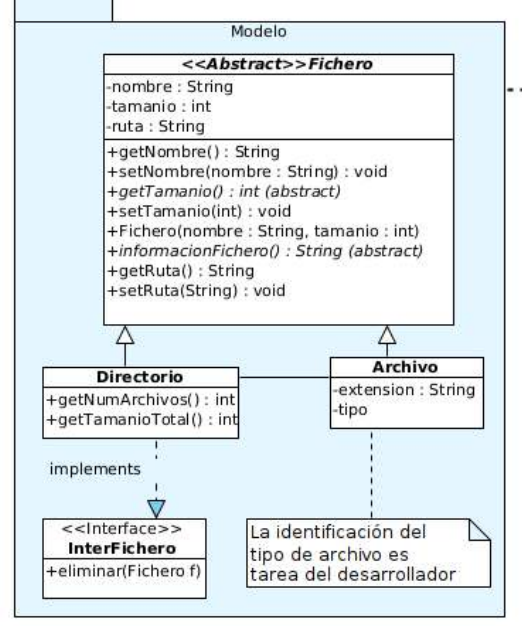 Modelo
<<Abstract>>Fichero
-nombre : String
-tamanio : int
-ruta : String
+getNombre() : String
+setNombre(nombre : String) : void
+getTamanio() : int (abstract)
+setTamanio(int) : void
+Fichero(nombre : String, tamanio : int)
+informacionFichero() : String (abstract)
+getRuta() : String
+setRuta(String) : void
Directorio
+getNumArchivos() : int
+getTamanioTotal() : int
Archivo
-extension : String
-tipo
implements
<<Interface>>
InterFichero
+eliminar(Fichero f)
La identificación del
tipo de archivo es
tarea del desarrollador